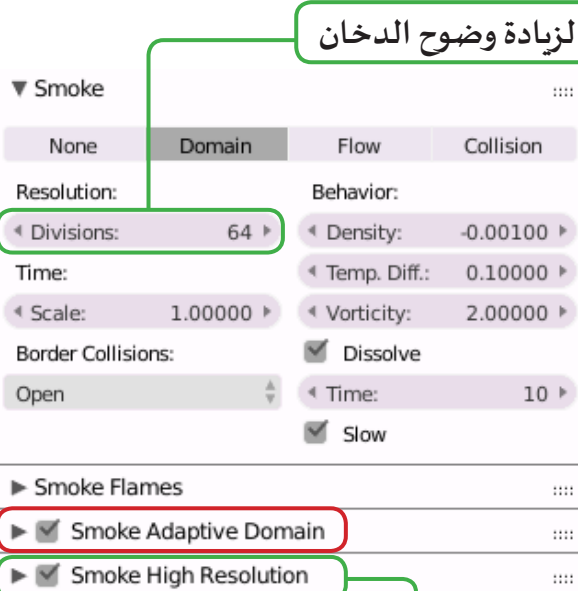 لزيادة وضوح الدخان
Smoke
None Domain Flow Collision
Resolution: Behavior:
Divisions: 64 Density: -0.00100
Time: Temp. Diff.: 0.10000
Scale: 1.00000 Vorticity: 2.00000
Border Collisions: Dissolve
Open Time: 10
Slow
Smoke Flames
Smoke Adaptive Domain
Smoke High Resolution